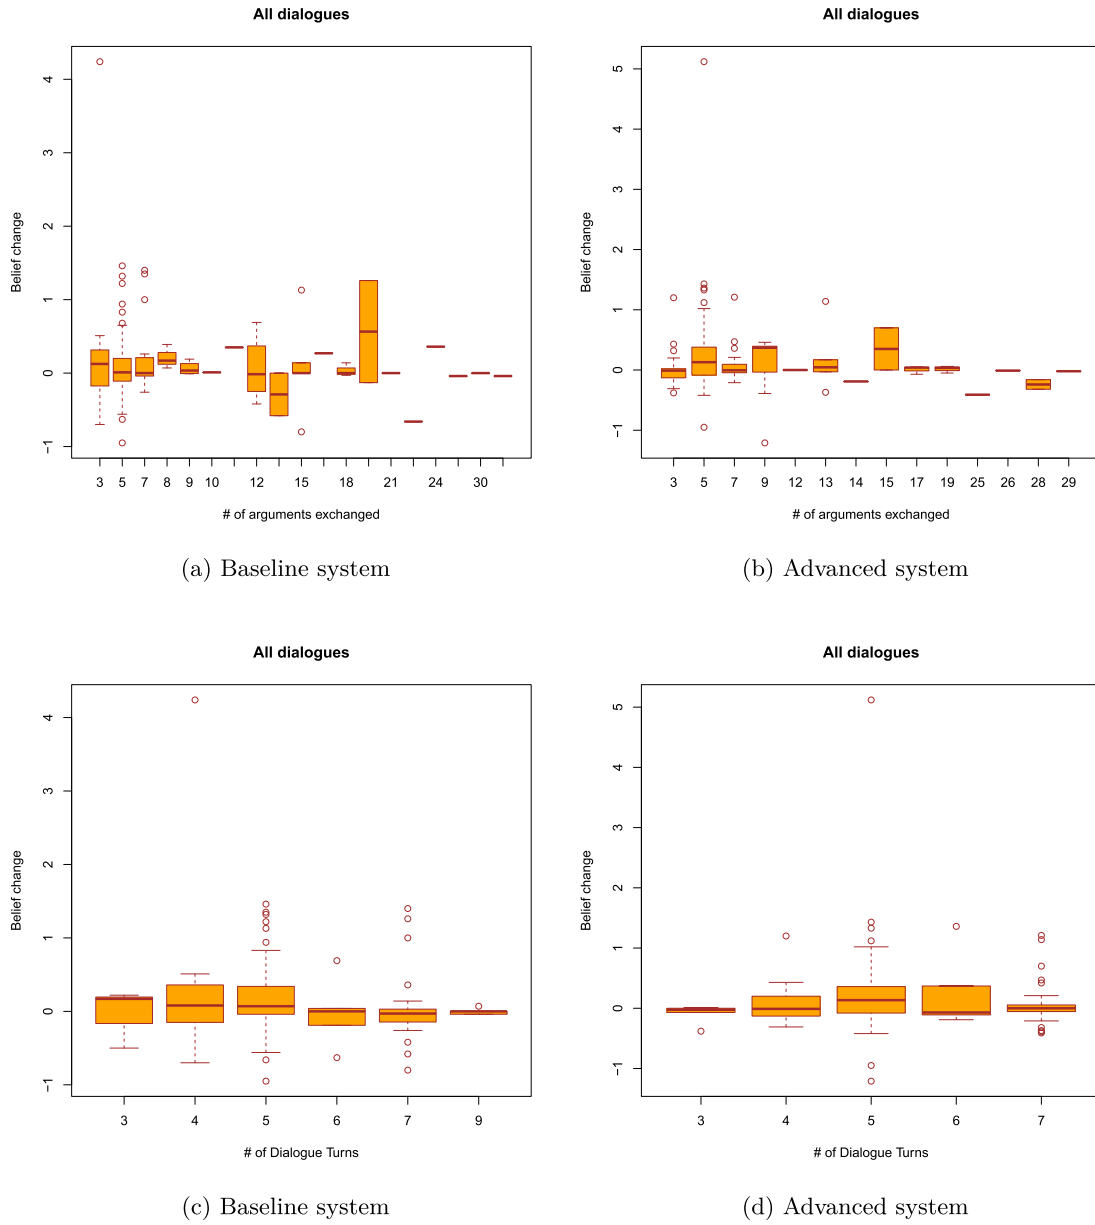 All dialogues
All dialogues
Belief change
−1 0 1 2 3 4
3 5 7 8 9 10 12 15 18 21 24 30
# of arguments exchanged
Belief change
−1 0 1 2 3 4 5
3 5 7 9 12 13 14 15 17 19 25 26 28 29
# of arguments exchanged
(a) Baseline system
(b) Advanced system
All dialogues
All dialogues
Belief change
−1 0 1 2 3 4
3 4 5 6 7 9
# of Dialogue Turns
Belief change
−1 0 1 2 3 4 5
3 4 5 6 7
# of Dialogue Turns
(c) Baseline system
(d) Advanced system